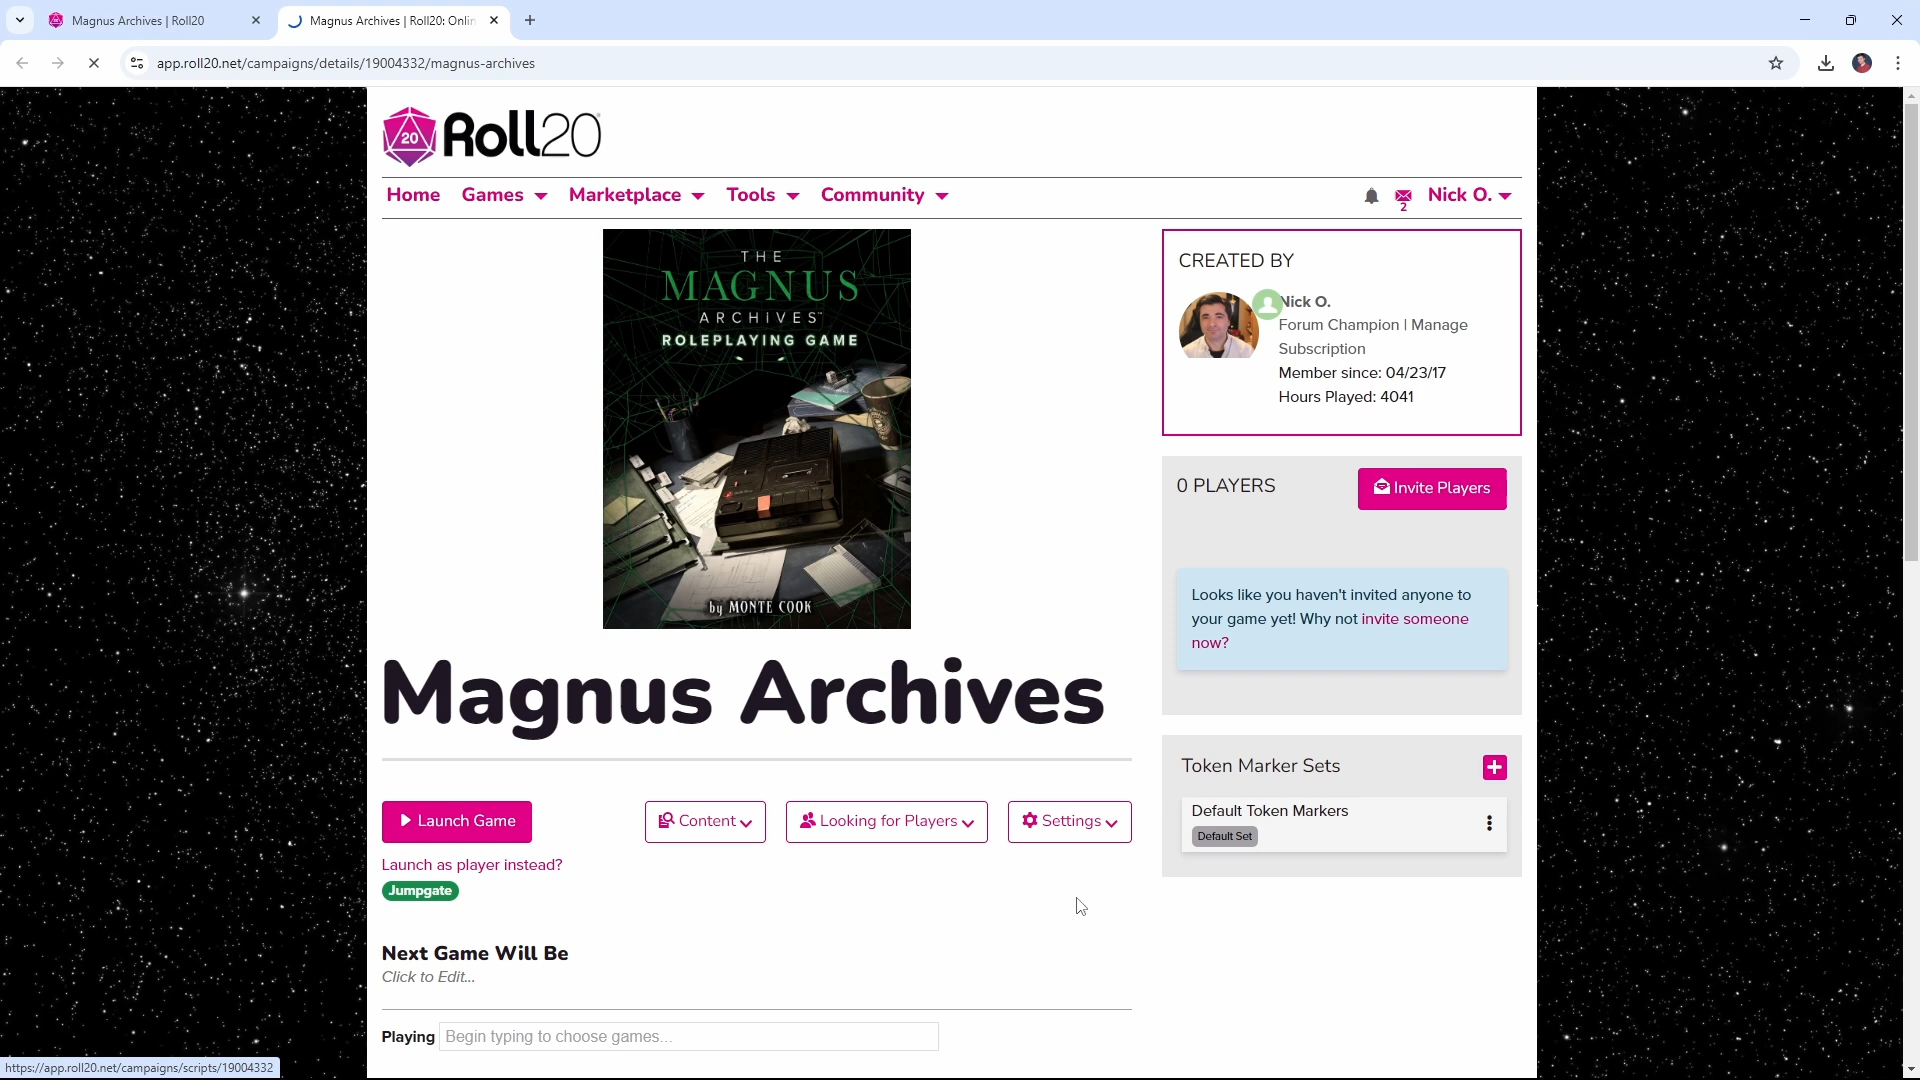 Magnus Archives | Roll20
Magnus Archives | Roll20: Onlin
app.roll20.net/campaigns/details/19004332/magnus-archives
20 Roll20
Home Games Marketplace Tools Community 2 Nick O.
THE
MAGNUS
ARCHIVES™
ROLEPLAYING GAME
by MONTE COOK
CREATED BY
Nick O.
Forum Champion | Manage
Subscription
Member since: 04/23/17
Hours Played: 4041
0 PLAYERS Invite Players
Looks like you haven't invited anyone to
your game yet! Why not invite someone
now?
Magnus Archives
Token Marker Sets
Default Token Markers
Default Set
Launch Game Content Looking for Players Settings
Launch as player instead?
Jumpgate
Next Game Will Be
Click to Edit...
Playing Begin typing to choose games...
https://app.roll20.net/campaigns/scripts/19004332